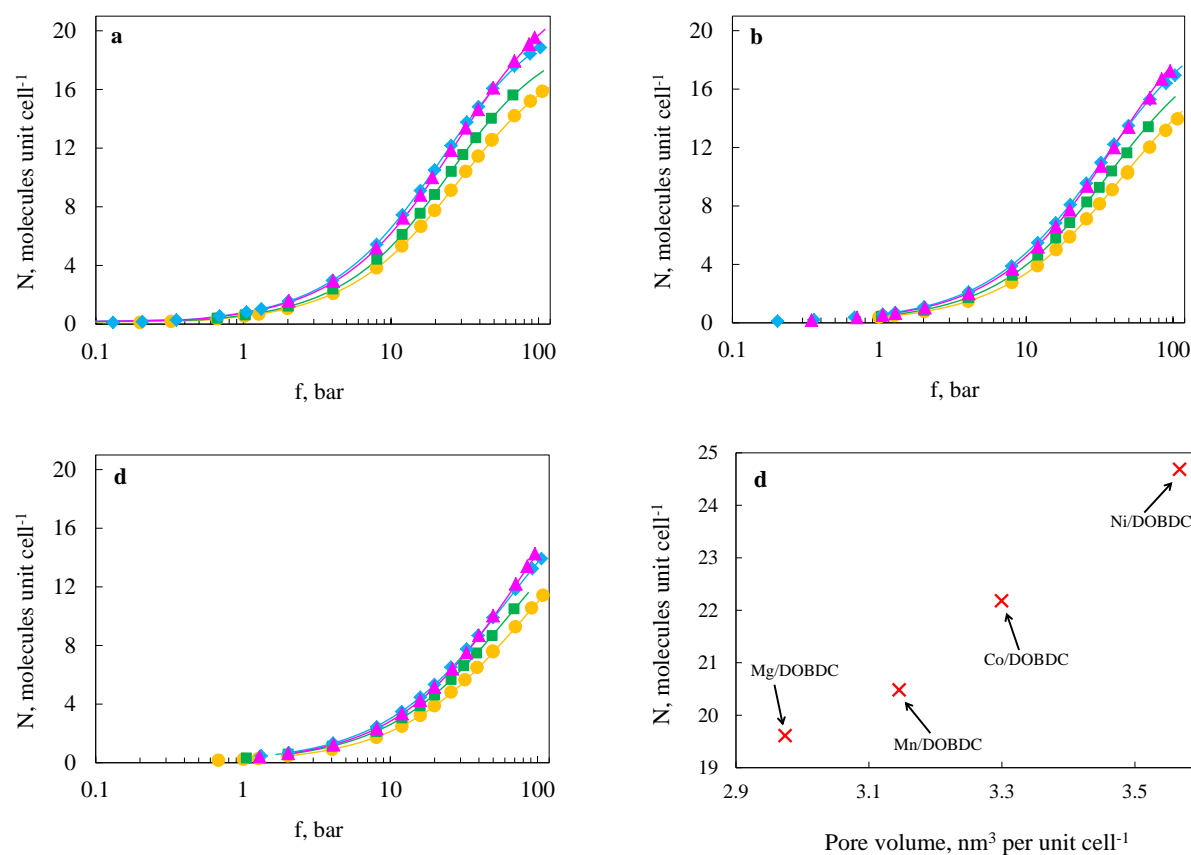 a
N, molecules unit cell-1
20
16
12
8
4
0
0.1
1
10
100
f, bar
b
N, molecules unit cell-1
20
16
12
8
4
0
0.1
1
10
100
f, bar
d
N, molecules unit cell-1
20
16
12
8
4
0
0.1
1
10
100
f, bar
d
N, molecules unit cell-1
25
24
23
22
21
20
19
Ni/DOBDC
Co/DOBDC
Mg/DOBDC
Mn/DOBDC
2.9
3.1
3.3
3.5
Pore volume, nm3 per unit cell-1